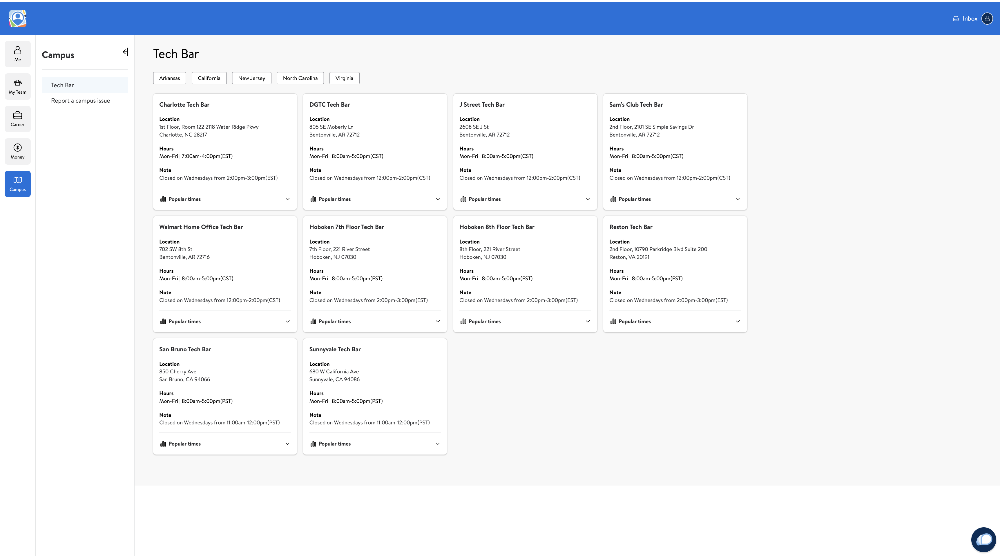 Inbox
Me
My Team
Career
$
Money
Campus
Campus
Tech Bar
Report a campus issue
Tech Bar
Arkansas
California
New Jersey
North Carolina
Virginia
Charlotte Tech Bar
Location
1st Floor, Room 122 2118 Water Ridge Pkwy
Charlotte, NC 28217
Hours
Mon-Fri | 7:00am-4:00pm(EST)
Note
Closed on Wednesdays from 2:00pm-3:00pm(EST)
Popular times
DGTC Tech Bar
Location
805 SE Moberly Ln
Bentonville, AR 72712
Hours
Mon-Fri | 8:00am-5:00pm(CST)
Note
Closed on Wednesdays from 12:00pm-2:00pm(CST)
Popular times
J Street Tech Bar
Location
2608 SE J St
Bentonville, AR 72712
Hours
Mon-Fri | 8:00am-5:00pm(CST)
Note
Closed on Wednesdays from 12:00pm-2:00pm(CST)
Popular times
Sam's Club Tech Bar
Location
2nd Floor, 2101 SE Simple Savings Dr
Bentonville, AR 72712
Hours
Mon-Fri | 8:00am-5:00pm(CST)
Note
Closed on Wednesdays from 12:00pm-2:00pm(CST)
Popular times
Walmart Home Office Tech Bar
Location
702 SW 8th St
Bentonville, AR 72716
Hours
Mon-Fri | 8:00am-5:00pm(CST)
Note
Closed on Wednesdays from 12:00pm-2:00pm(CST)
Popular times
Hoboken 7th Floor Tech Bar
Location
7th Floor, 221 River Street
Hoboken, NJ 07030
Hours
Mon-Fri | 8:00am-5:00pm(EST)
Note
Closed on Wednesdays from 2:00pm-3:00pm(EST)
Popular times
Hoboken 8th Floor Tech Bar
Location
8th Floor, 221 River Street
Hoboken, NJ 07030
Hours
Mon-Fri | 8:00am-5:00pm(EST)
Note
Closed on Wednesdays from 2:00pm-3:00pm(EST)
Popular times
Reston Tech Bar
Location
2nd Floor, 10790 Parkridge Blvd Suite 200
Reston, VA 20191
Hours
Mon-Fri | 8:00am-5:00pm(EST)
Note
Closed on Wednesdays from 2:00pm-3:00pm(EST)
Popular times
San Bruno Tech Bar
Location
850 Cherry Ave
San Bruno, CA 94066
Hours
Mon-Fri | 8:00am-5:00pm(PST)
Note
Closed on Wednesdays from 11:00am-12:00pm(PST)
Popular times
Sunnyvale Tech Bar
Location
680 W California Ave
Sunnyvale, CA 94086
Hours
Mon-Fri | 8:00am-5:00pm(PST)
Note
Closed on Wednesdays from 11:00am-12:00pm(PST)
Popular times